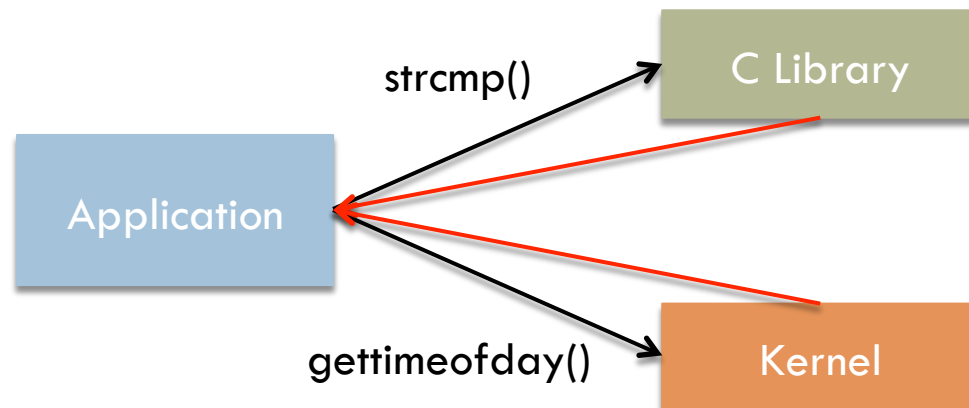 C Library
strcmp()
Application
gettimeofday()
Kernel